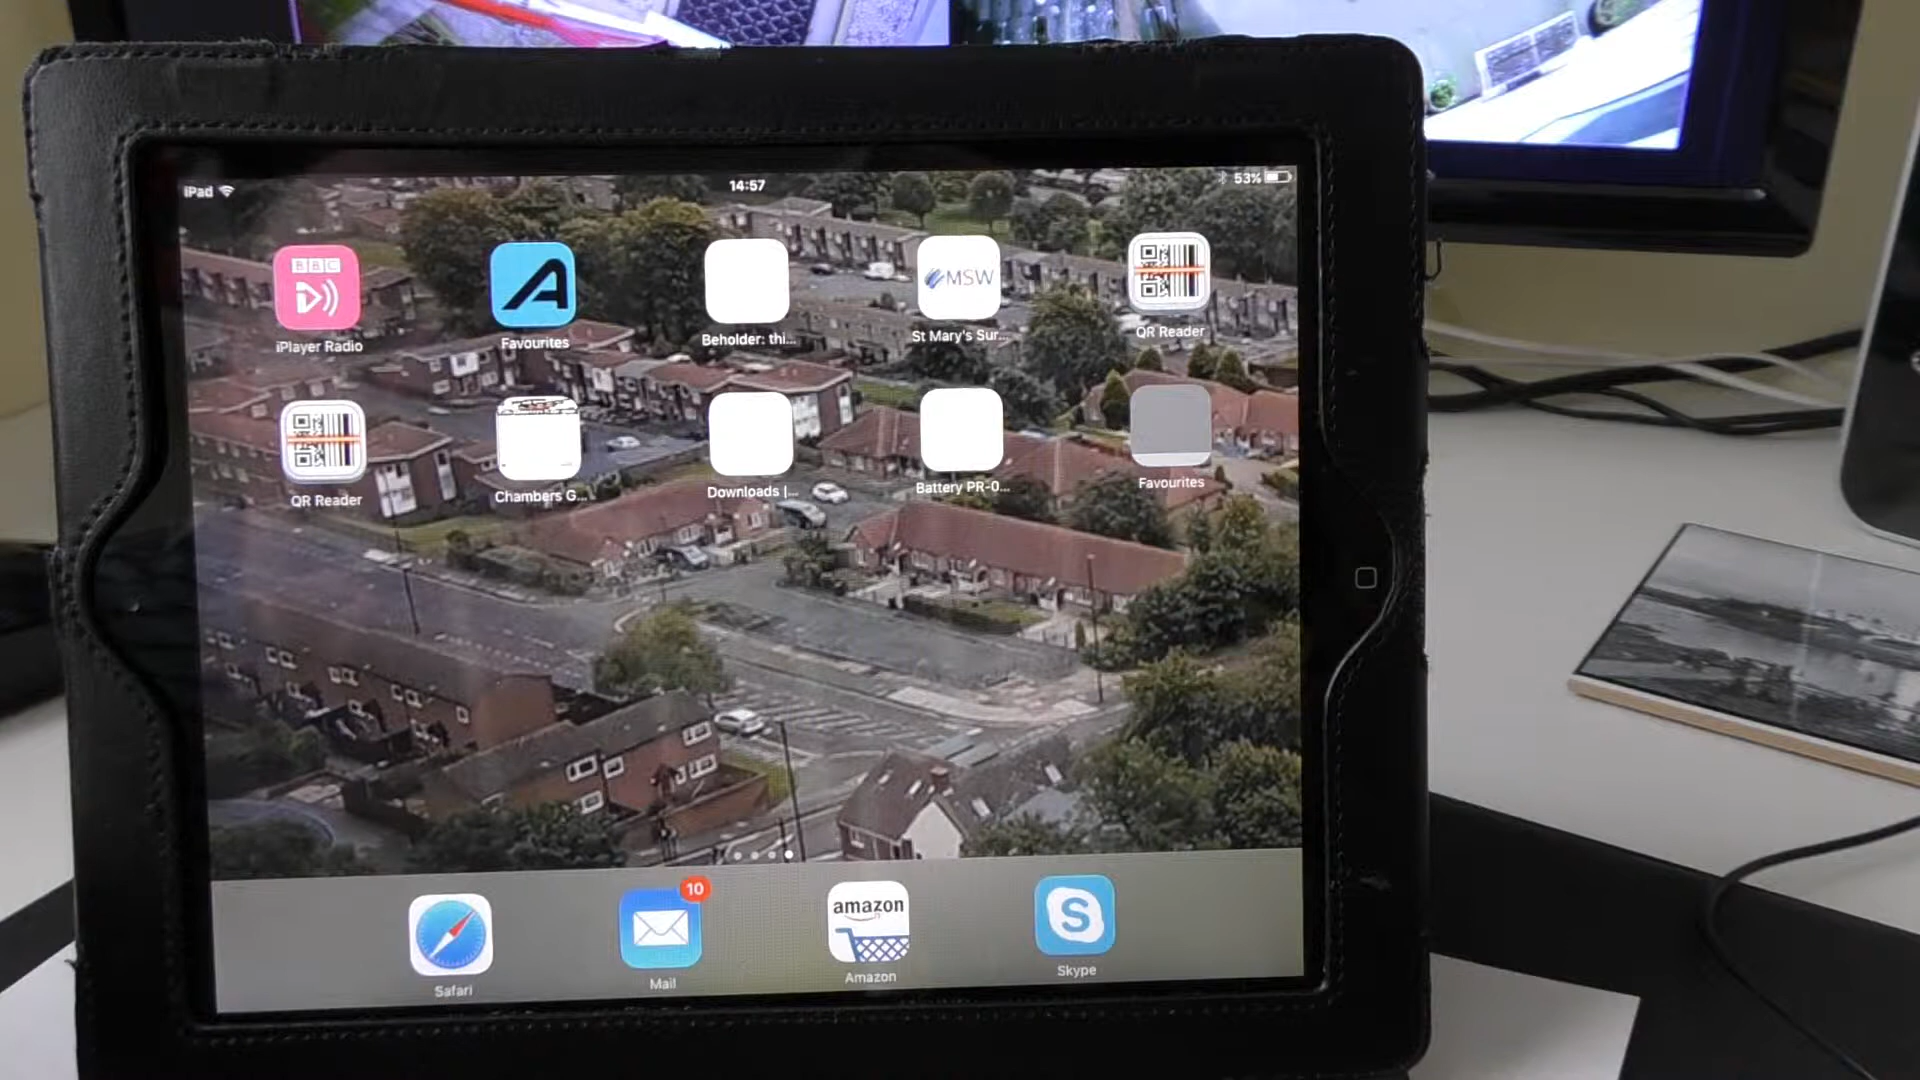 iPad 14:57 53%
BBC
MSW
iPlayer Radio
Favourites
Beholder: thi...
St Mary's Sur...
QR Reader
QR Reader
Chambers G...
Downloads |...
Battery PR-0...
Favourites
10
amazon
Safari
Mail
Amazon
Skype